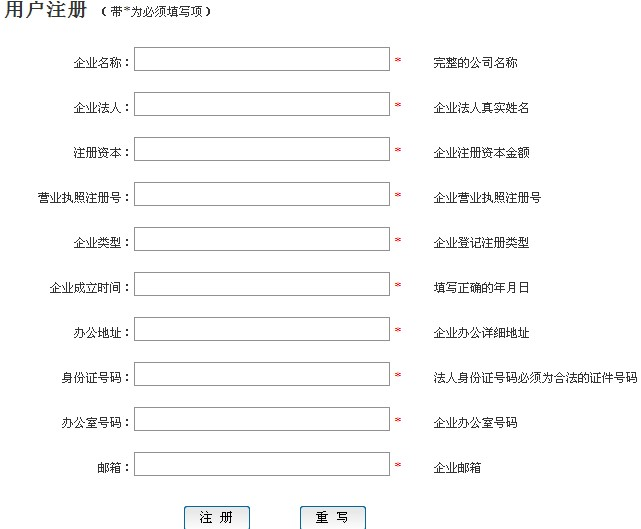 用户注册 （带*为必须填写项）
企业名称： * 完整的公司名称
企业法人： * 企业法人真实姓名
注册资本： * 企业注册资本金额
营业执照注册号： * 企业营业执照注册号
企业类型： * 企业登记注册类型
企业成立时间： * 填写正确的年月日
办公地址： * 企业办公详细地址
身份证号码： * 法人身份证号码必须为合法的证件号码
办公室号码： * 企业办公室号码
邮箱： * 企业邮箱
注 册 重 写